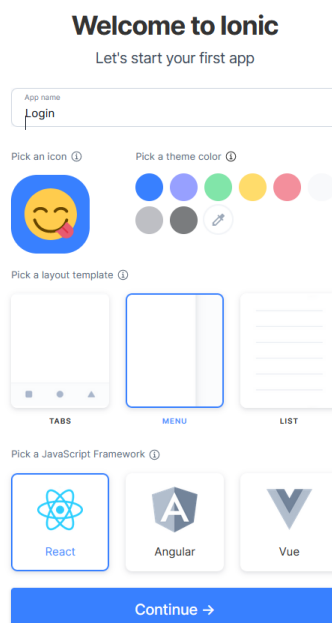 Welcome to Ionic
Let's start your first app
App name
Login
Pick an icon
Pick a theme color
Pick a layout template
TABS
MENU
LIST
Pick a JavaScript Framework
React
Angular
Vue
Continue →